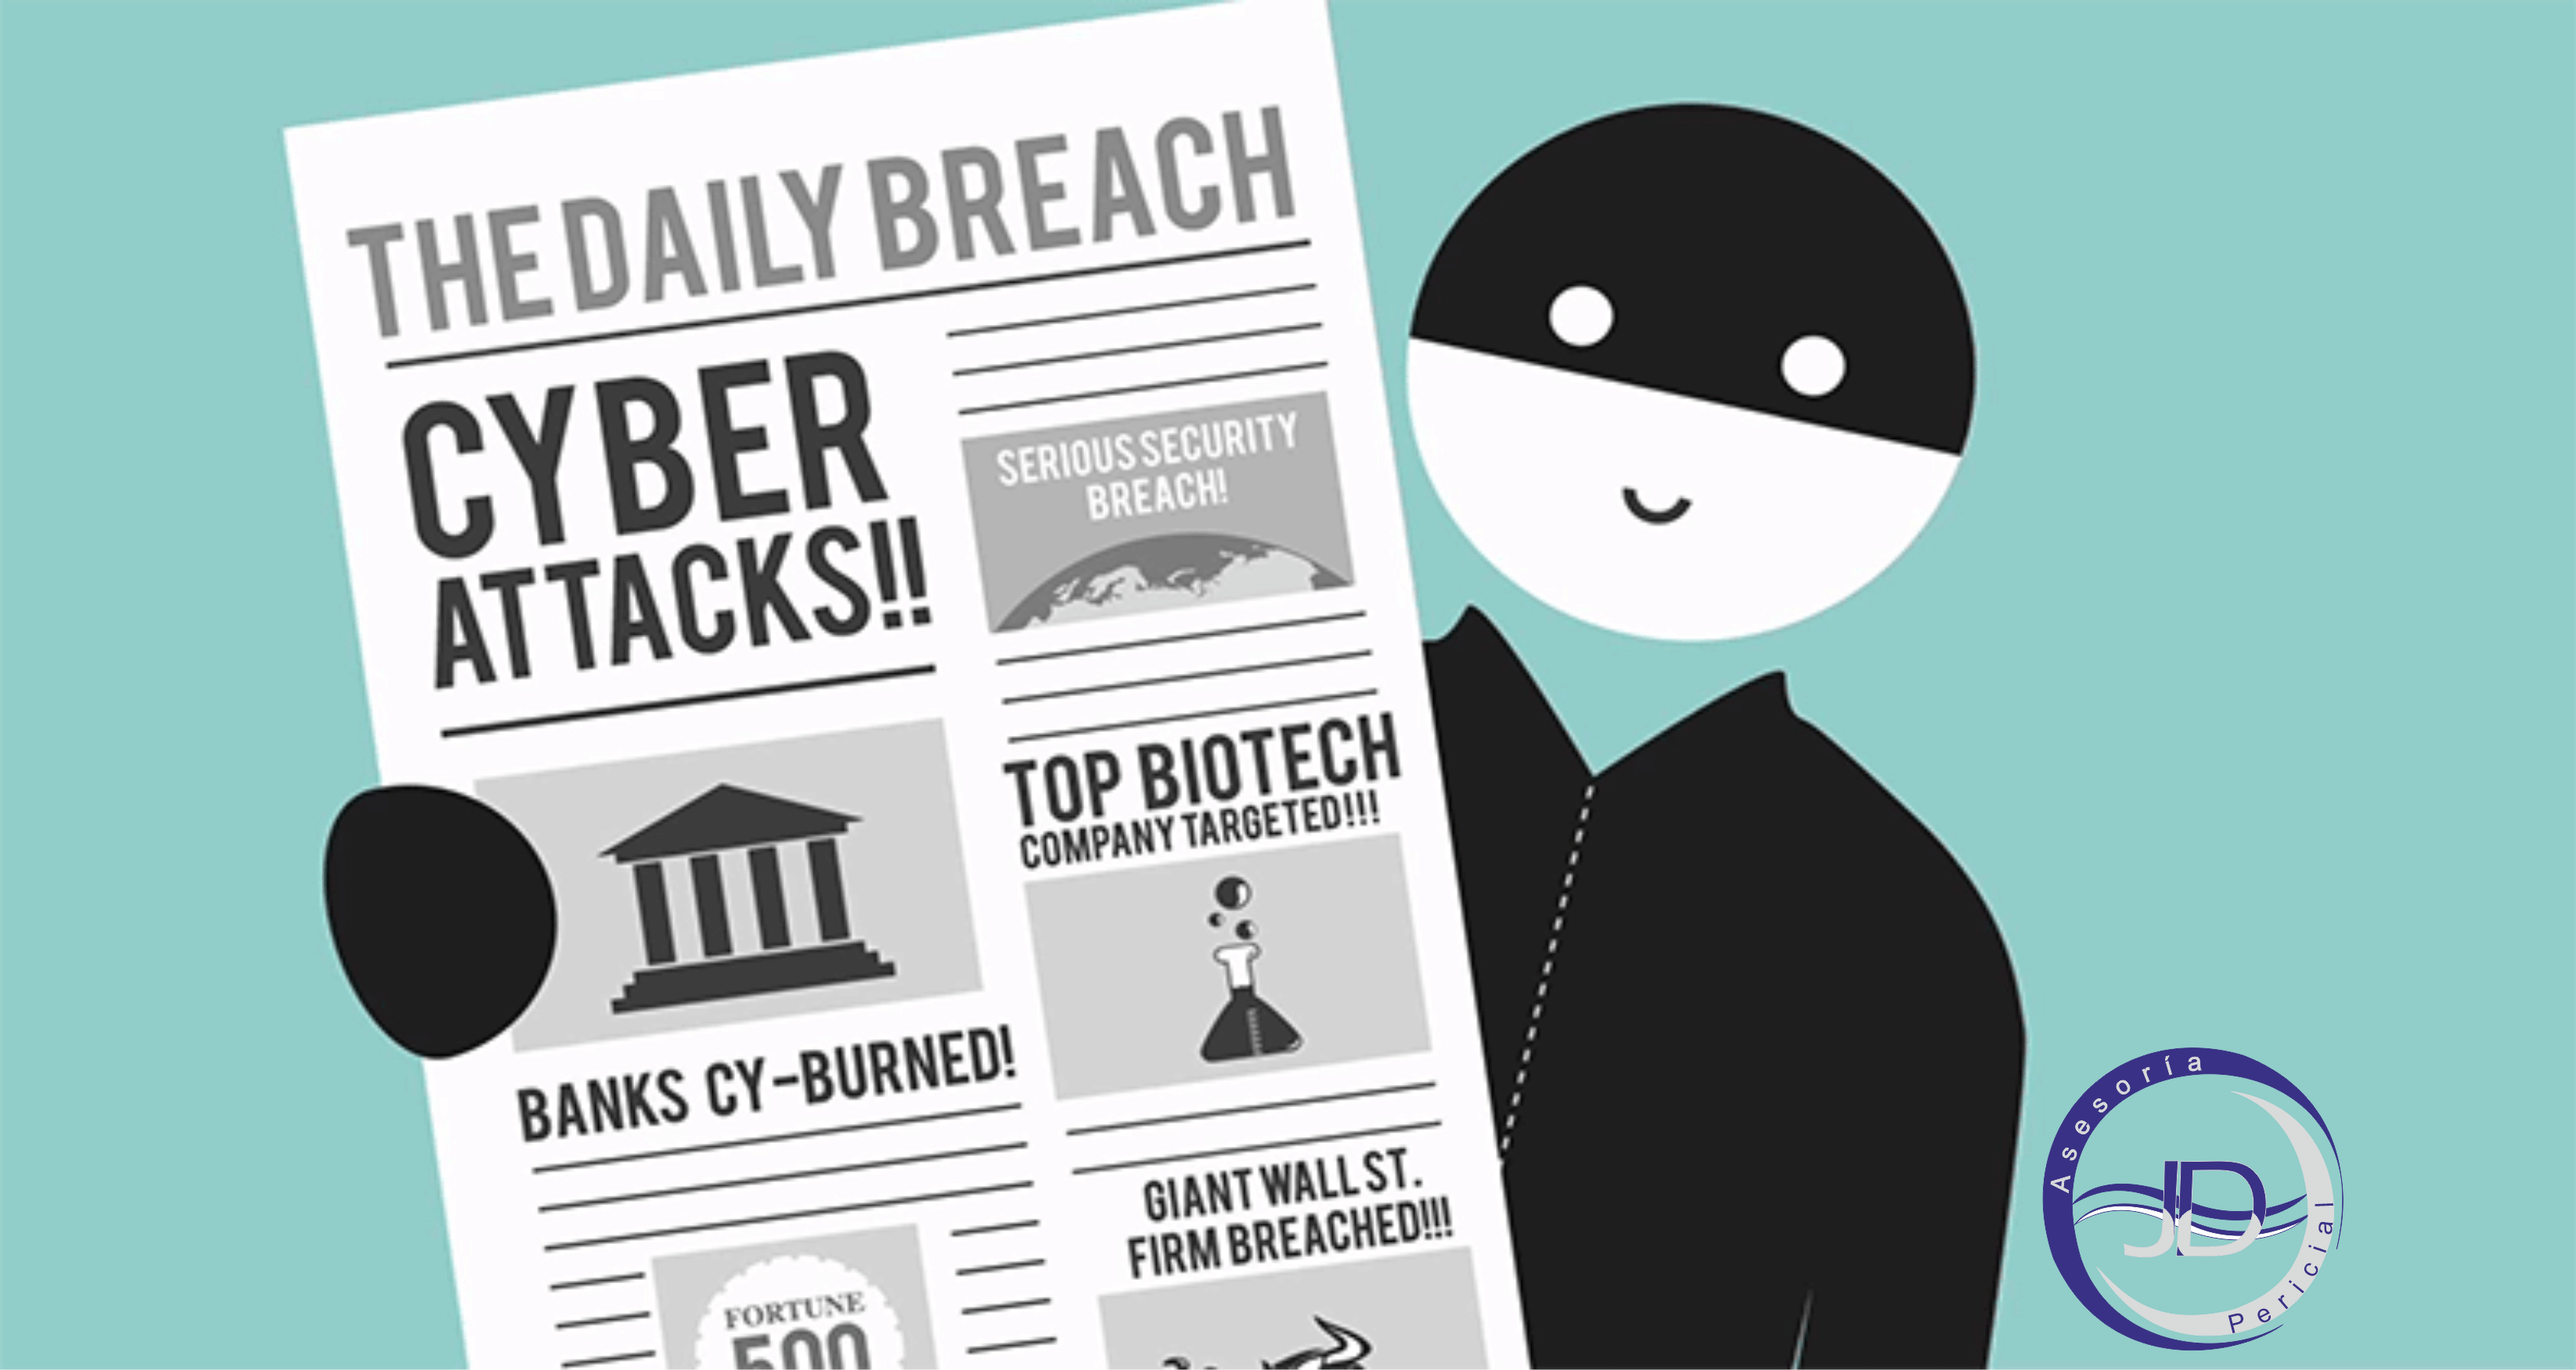 THE DAILY BREACH
CYBER
ATTACKS!!
BANKS CY-BURNED!
FORTUNE
500
SERIOUS SECURITY
BREACH!
TOP BIOTECH
COMPANY TARGETED!!!
GIANT WALL ST.
FIRM BREACHED!!!
Asesoría
JD
Pericial